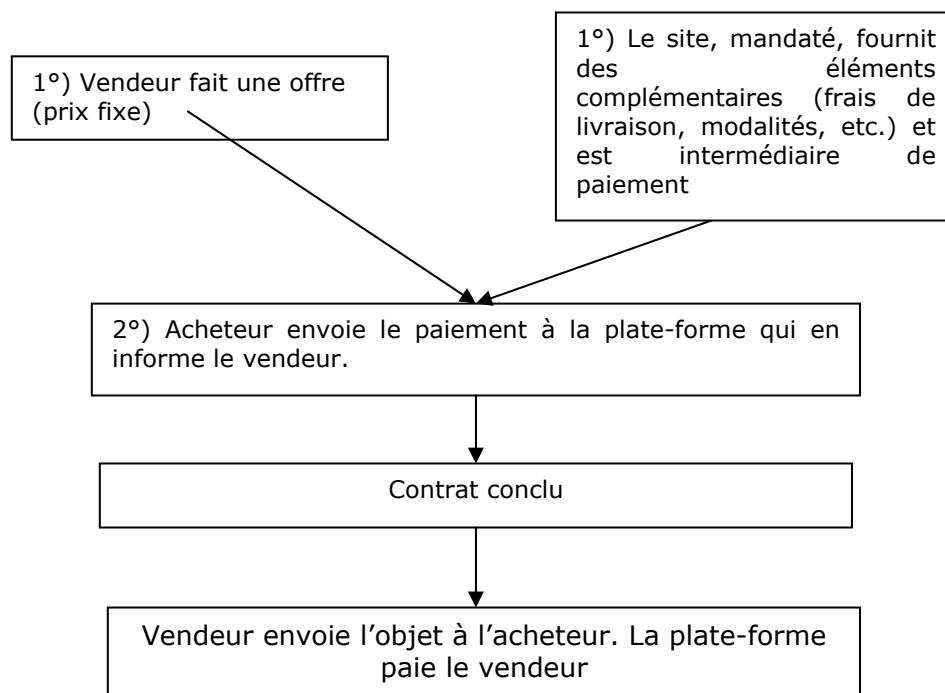 1°) Vendeur fait une offre
(prix fixe)
1°) Le site, mandaté, fournit
des éléments
complémentaires (frais de
livraison, modalités, etc.) et
est intermédiaire de
paiement
2°) Acheteur envoie le paiement à la plate-forme qui en
informe le vendeur.
Contrat conclu
Vendeur envoie l’objet à l’acheteur. La plate-forme
paie le vendeur